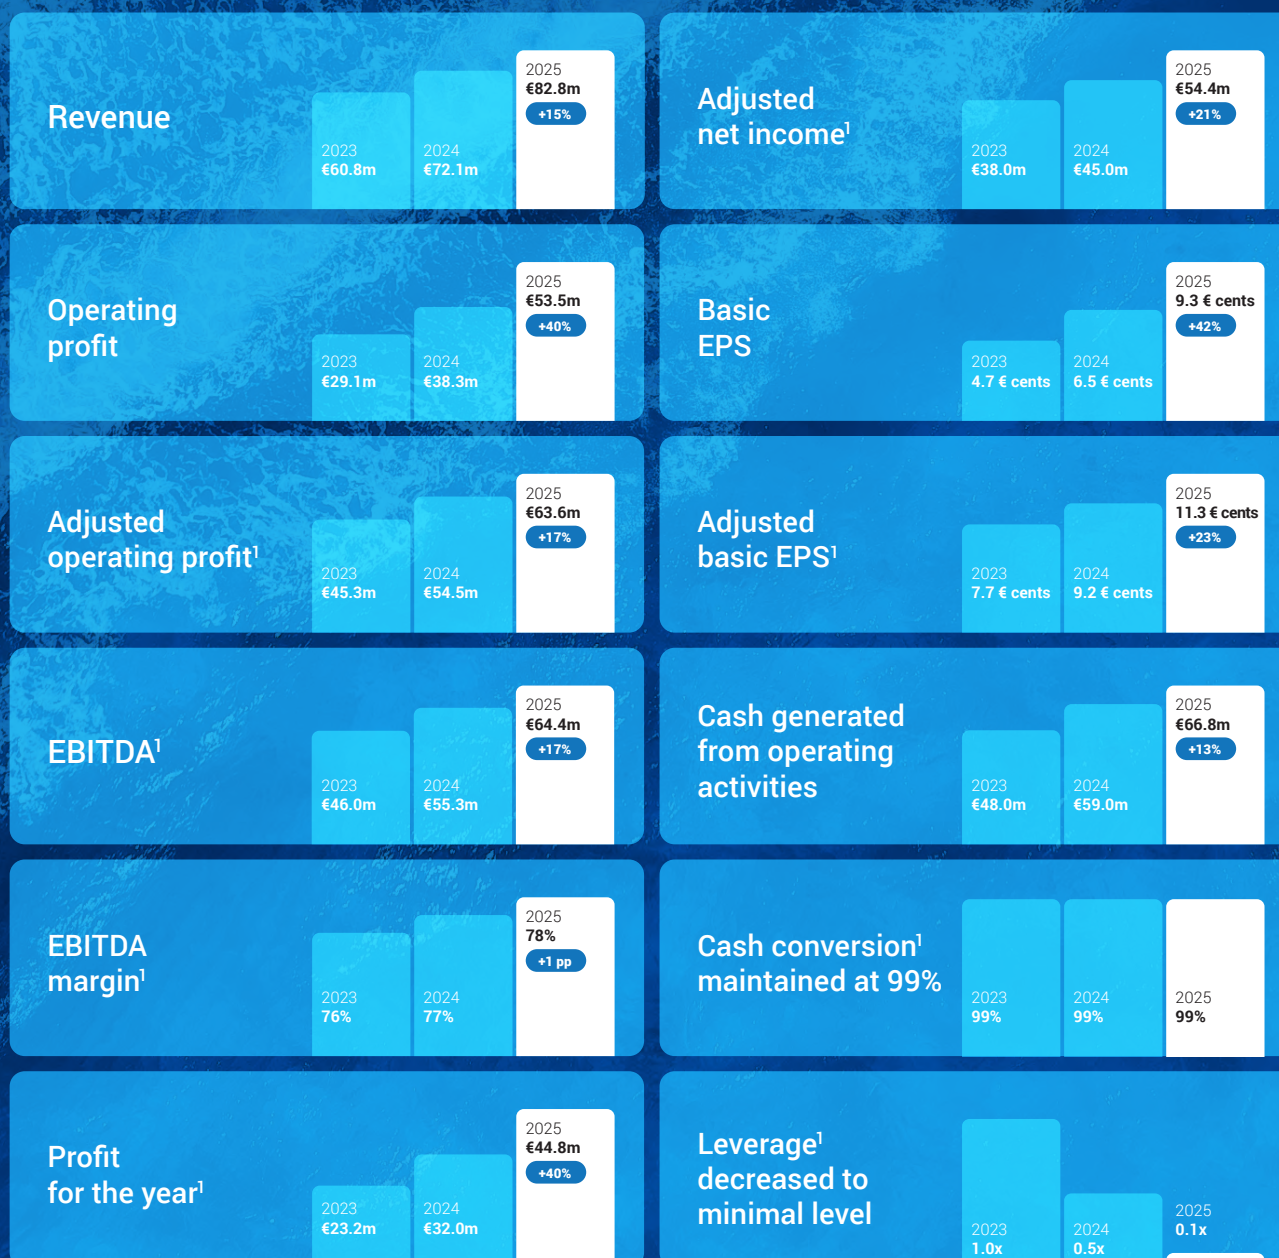 Revenue
2023
€60.8m
2024
€72.1m
2025
€82.8m
+15%
Adjusted
net income¹
2023
€38.0m
2024
€45.0m
2025
€54.4m
+21%
Operating
profit
2023
€29.1m
2024
€38.3m
2025
€53.5m
+40%
Basic
EPS
2023
4.7 € cents
2024
6.5 € cents
2025
9.3 € cents
+42%
Adjusted
operating profit¹
2023
€45.3m
2024
€54.5m
2025
€63.6m
+17%
Adjusted
basic EPS¹
2023
7.7 € cents
2024
9.2 € cents
2025
11.3 € cents
+23%
EBITDA¹
2023
€46.0m
2024
€55.3m
2025
€64.4m
+17%
Cash generated
from operating
activities
2023
€48.0m
2024
€59.0m
2025
€66.8m
+13%
EBITDA
margin¹
2023
76%
2024
77%
2025
78%
+1 pp
Cash conversion¹
maintained at 99%
2023
99%
2024
99%
2025
99%
Profit
for the year¹
2023
€23.2m
2024
€32.0m
2025
€44.8m
+40%
Leverage¹
decreased to
minimal level
2023
1.0x
2024
0.5x
2025
0.1x